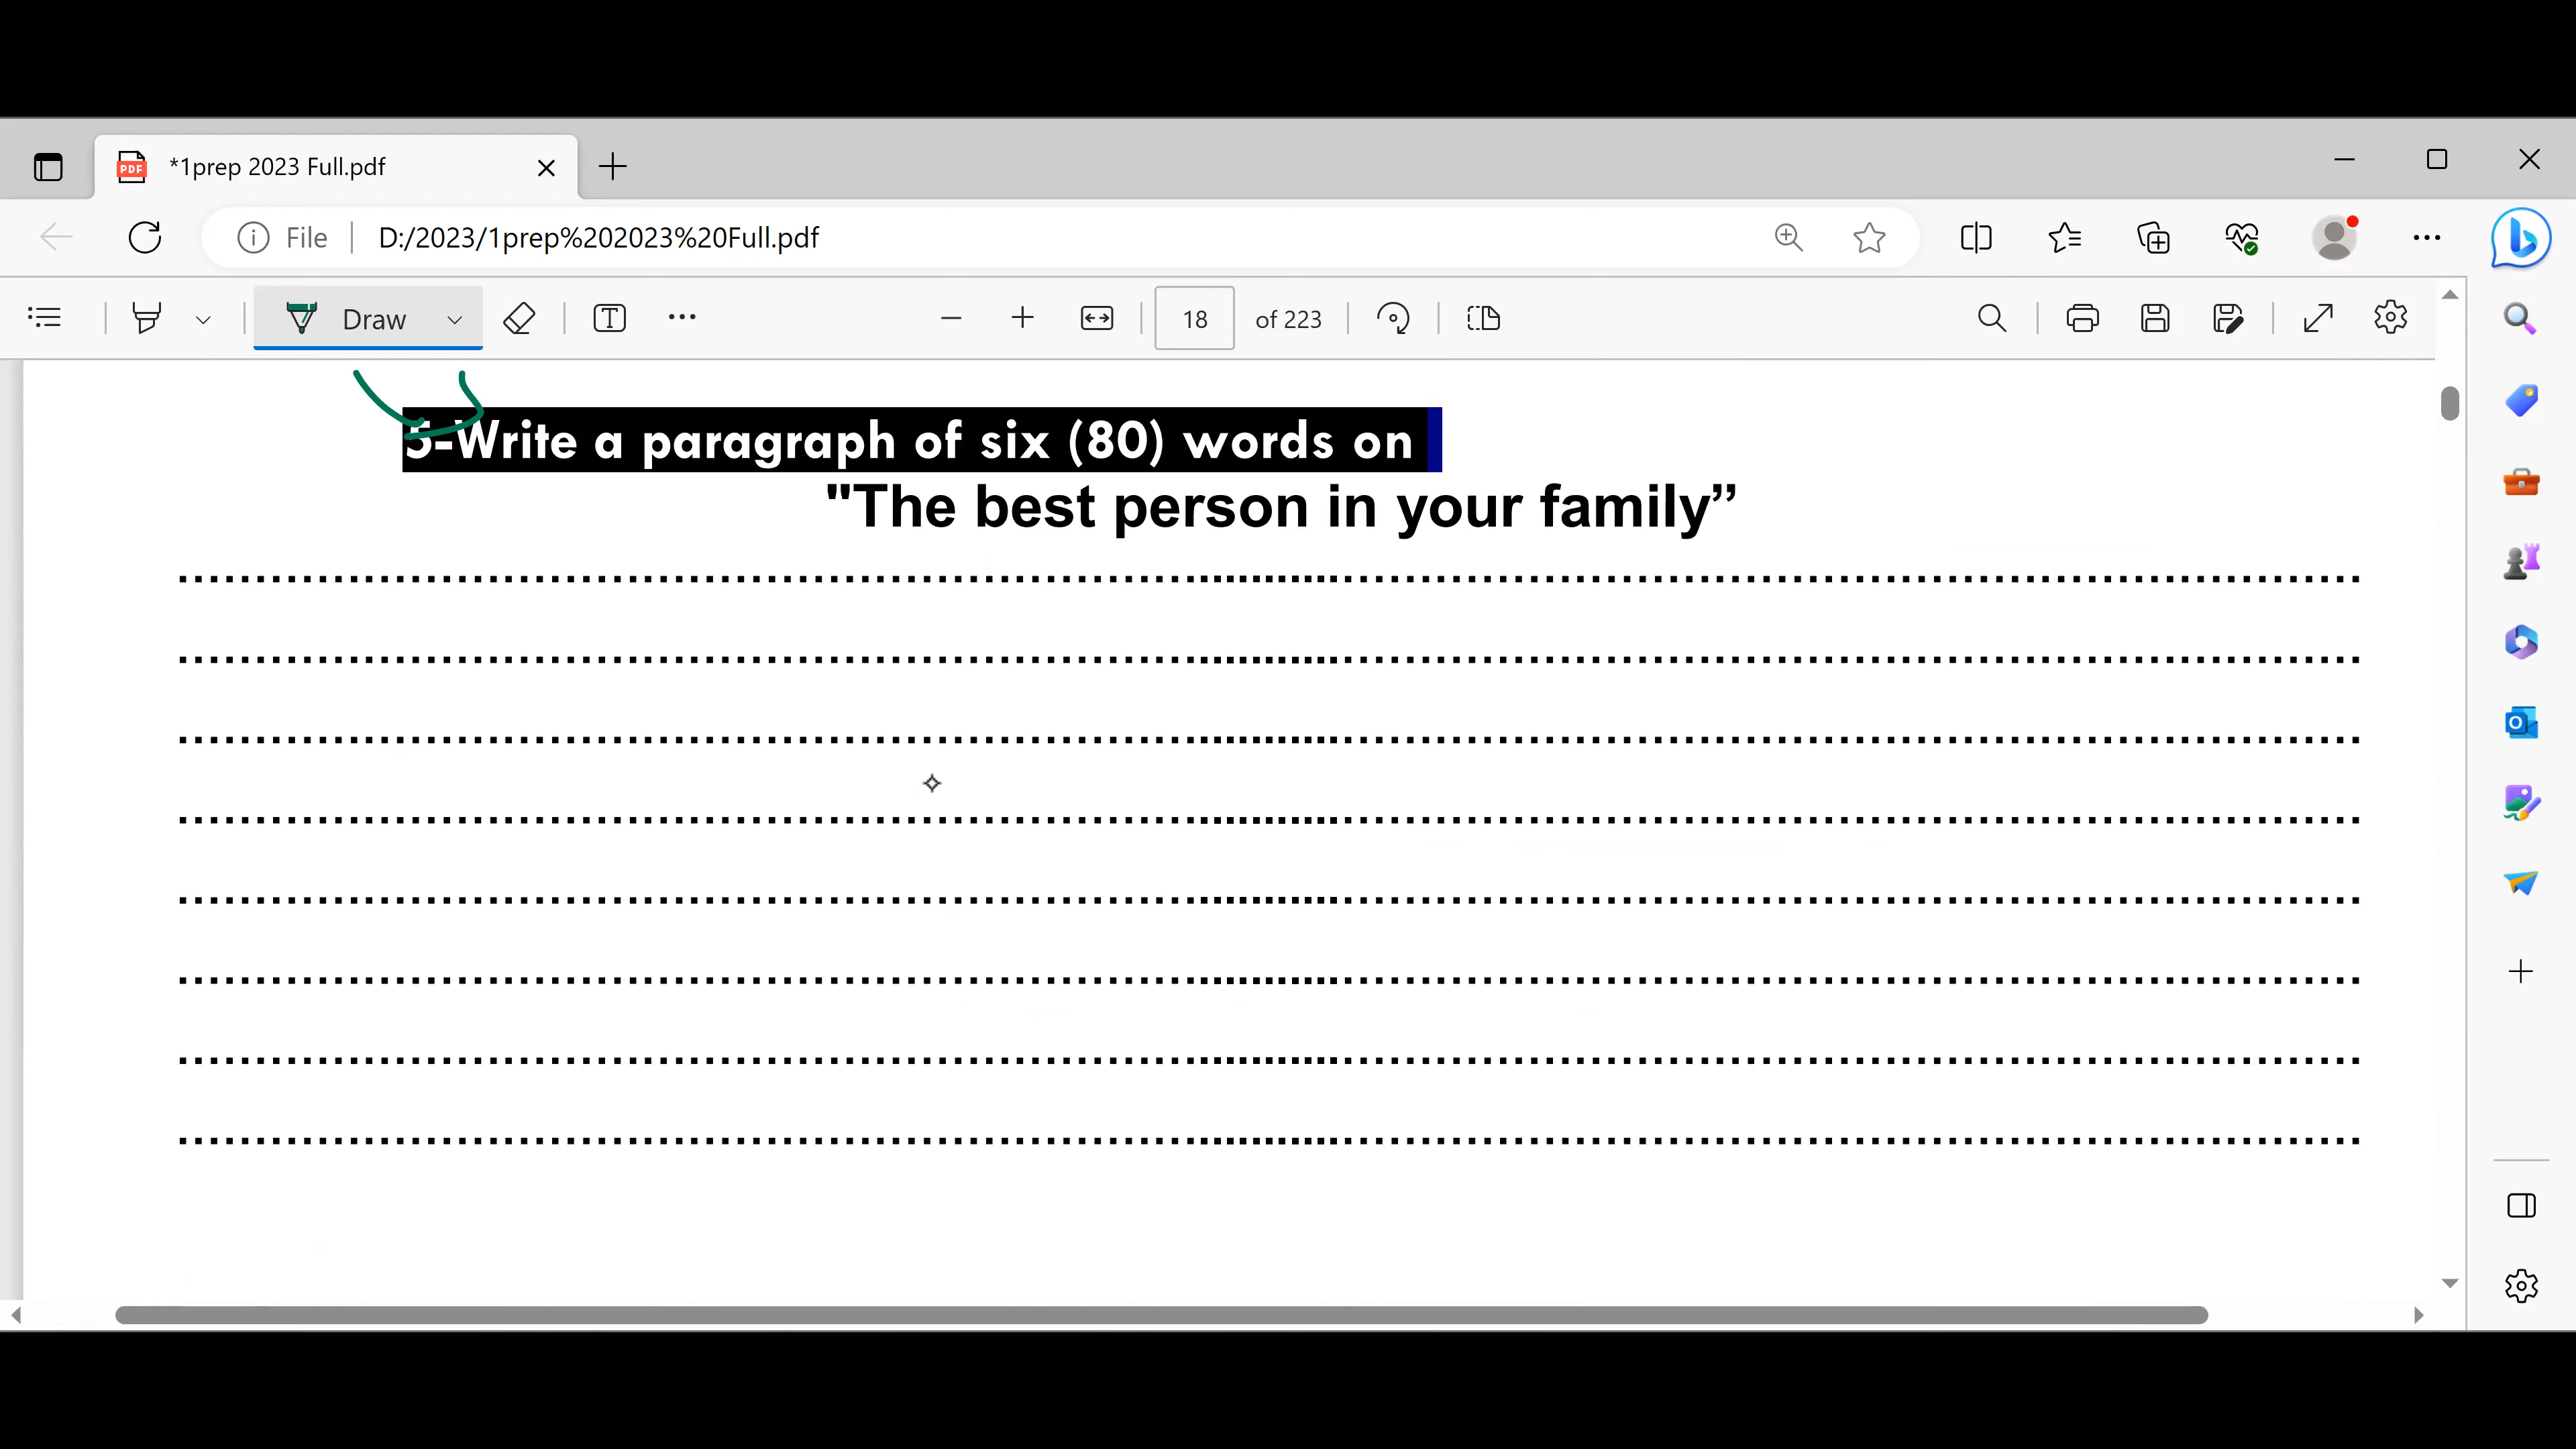 *1prep 2023 Full.pdf
File
D:/2023/1prep%202023%20Full.pdf
Draw
18 of 223
5-Write a paragraph of six (80) words on
"The best person in your family”